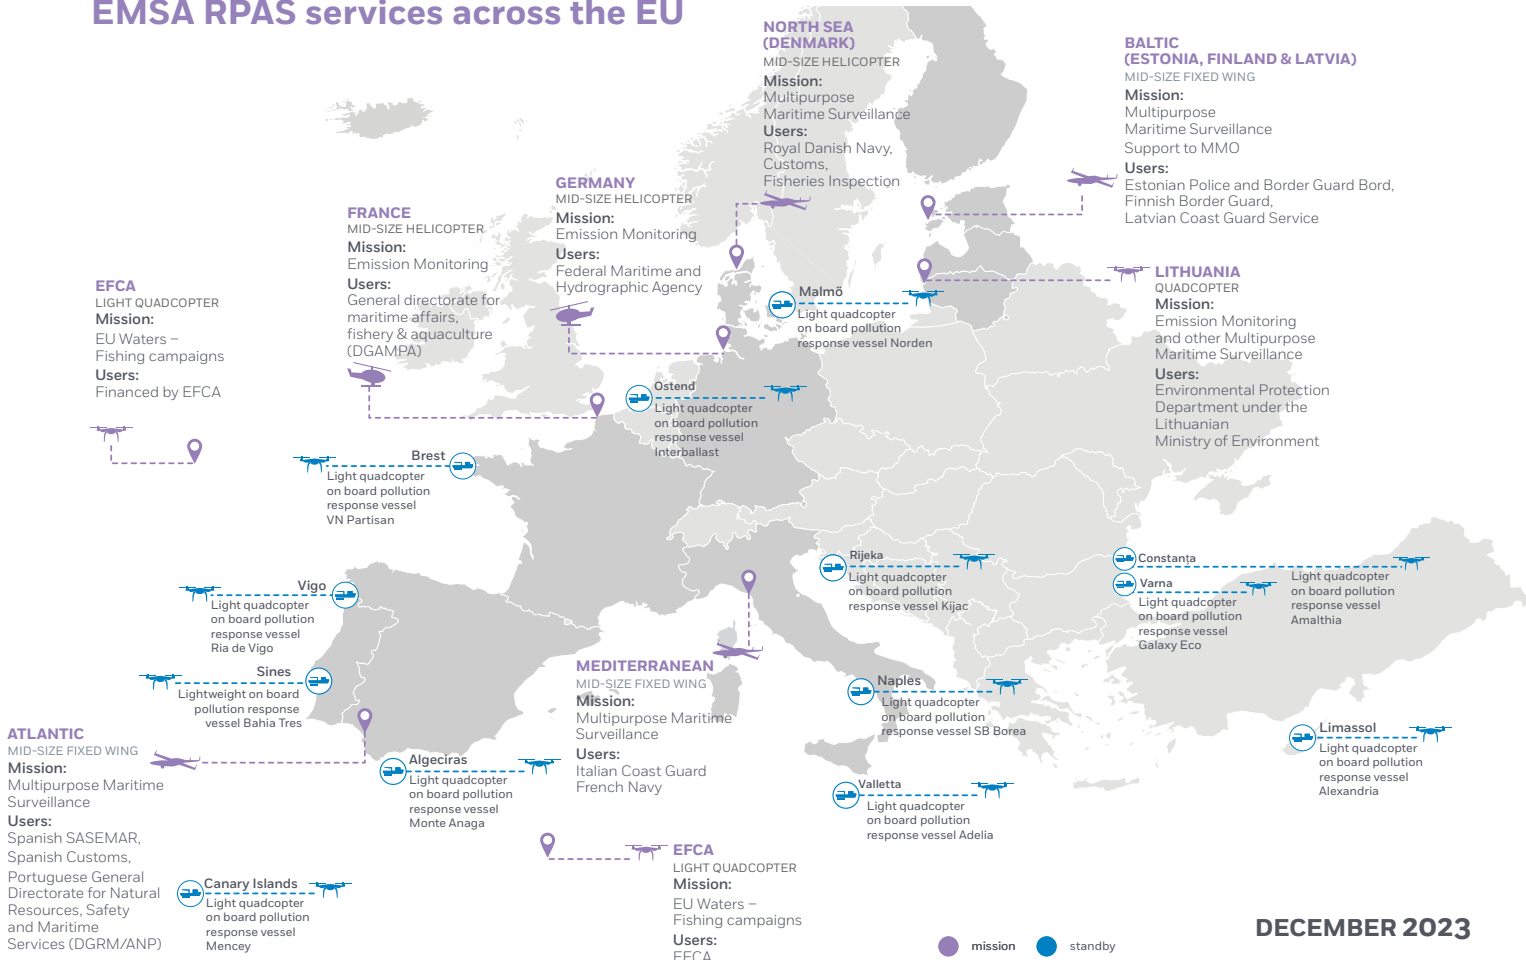 EMSA RPAS services across the EU
NORTH SEA
(DENMARK)
MID-SIZE HELICOPTER
Mission:
Multipurpose
Maritime Surveillance
Users:
Royal Danish Navy,
Customs,
Fisheries Inspection
BALTIC
(ESTONIA, FINLAND & LATVIA)
MID-SIZE FIXED WING
Mission:
Multipurpose
Maritime Surveillance
Support to MMO
Users:
Estonian Police and Border Guard Bord,
Finnish Border Guard,
Latvian Coast Guard Service
GERMANY
MID-SIZE HELICOPTER
Mission:
Emission Monitoring
Users:
Federal Maritime and
Hydrographic Agency
FRANCE
MID-SIZE HELICOPTER
Mission:
Emission Monitoring
Users:
General directorate for
maritime affairs,
fishery & aquaculture
(DGAMPA)
EFCA
LIGHT QUADCOPTER
Mission:
EU Waters –
Fishing campaigns
Users:
Financed by EFCA
LITHUANIA
QUADCOPTER
Mission:
Emission Monitoring
and other Multipurpose
Maritime Surveillance
Users:
Environmental Protection
Department under the
Lithuanian
Ministry of Environment
Malmö
Light quadcopter
on board pollution
response vessel Norden
Ostend
Light quadcopter
on board pollution
response vessel
Interballast
Brest
Light quadcopter
on board pollution
response vessel
VN Partisan
Rijeka
Light quadcopter
on board pollution
response vessel Kijac
Constanța
Light quadcopter
on board pollution
response vessel
Amalthia
Varna
Light quadcopter
on board pollution
response vessel
Galaxy Eco
Vigo
Light quadcopter
on board pollution
response vessel
Ria de Vigo
Sines
Lightweight on board
pollution response
vessel Bahia Tres
MEDITERRANEAN
MID-SIZE FIXED WING
Mission:
Multipurpose Maritime
Surveillance
Users:
Italian Coast Guard
French Navy
Naples
Light quadcopter
on board pollution
response vessel SB Borea
Limassol
Light quadcopter
on board pollution
response vessel
Alexandria
ATLANTIC
MID-SIZE FIXED WING
Mission:
Multipurpose Maritime
Surveillance
Users:
Spanish SASEMAR,
Spanish Customs,
Portuguese General
Directorate for Natural
Resources, Safety
and Maritime
Services (DGRM/ANP)
Algeciras
Light quadcopter
on board pollution
response vessel
Monte Anaga
Valletta
Light quadcopter
on board pollution
response vessel Adelia
Canary Islands
Light quadcopter
on board pollution
response vessel
Mencey
EFCA
LIGHT QUADCOPTER
Mission:
EU Waters –
Fishing campaigns
Users:
EFCA
DECEMBER 2023
mission
standby